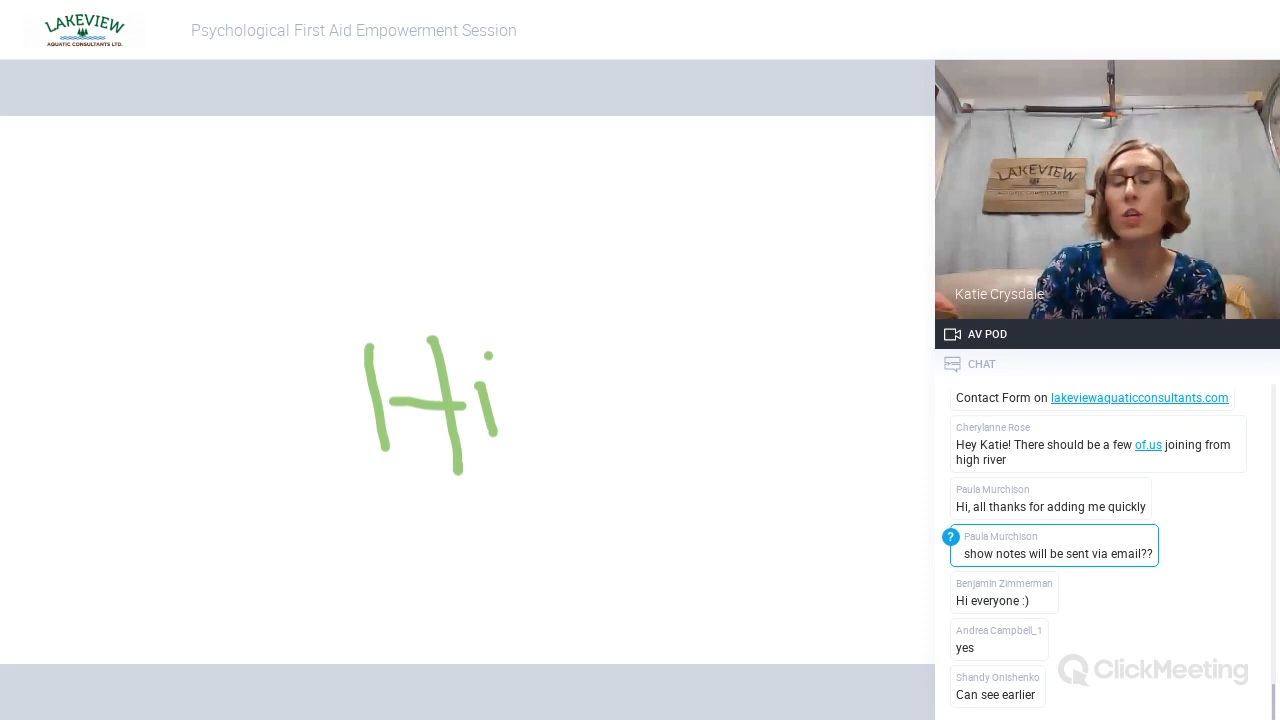 LAKEVIEW
AQUATIC CONSULTANTS LTD.
Psychological First Aid Empowerment Session
Hi
LAKEVIEW
AQUATIC CONSULTANTS
Katie Crysdale
AV POD
CHAT
Contact Form on lakeviewaquaticconsultants.com
Cherylanne Rose
Hey Katie! There should be a few of.us joining from
high river
Paula Murchison
Hi, all thanks for adding me quickly
?
Paula Murchison
show notes will be sent via email??
Benjamin Zimmerman
Hi everyone :)
Andrea Campbell_1
yes
Shandy Onishenko
Can see earlier
ClickMeeting